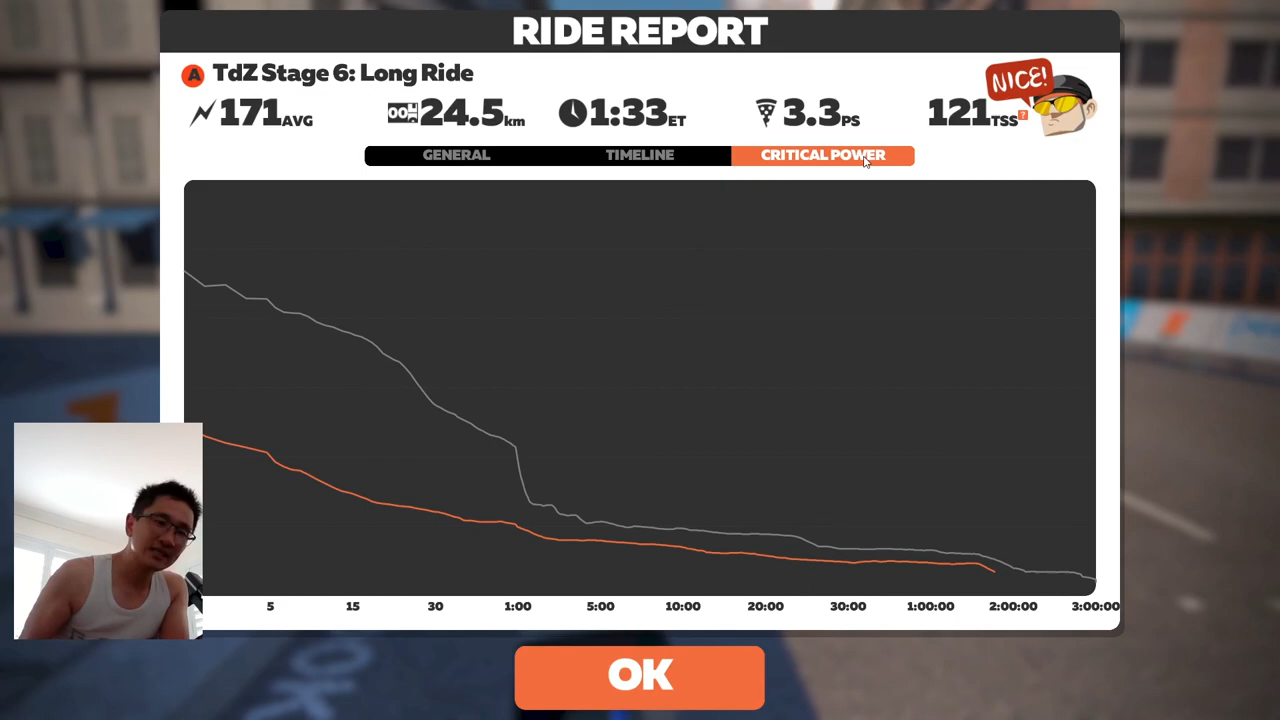 RIDE REPORT
A TdZ Stage 6: Long Ride
171AVG 24.5km 1:33ET 3.3PS 121TSS ?
NICE!
GENERAL TIMELINE CRITICAL POWER
5 15 30 1:00 5:00 10:00 20:00 30:00 1:00:00 2:00:00 3:00:00
OK